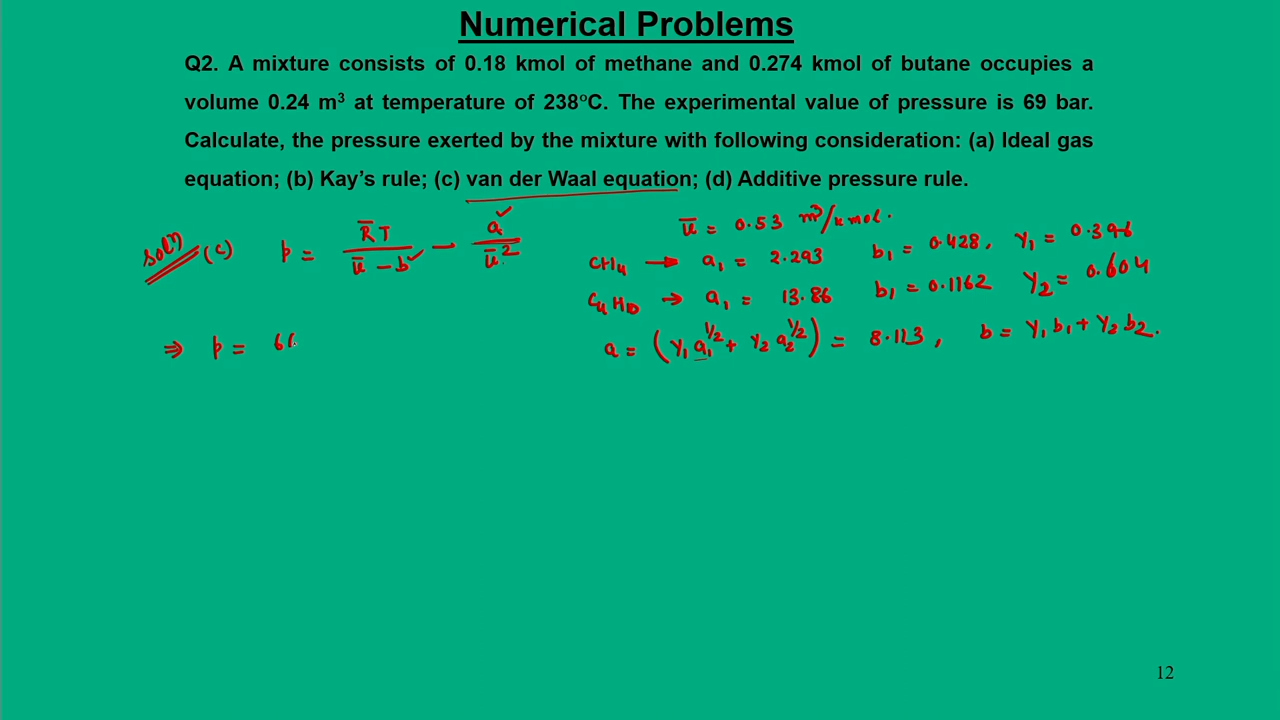 Numerical Problems
Q2. A mixture consists of 0.18 kmol of methane and 0.274 kmol of butane occupies a
volume 0.24 m³ at temperature of 238°C. The experimental value of pressure is 69 bar.
Calculate, the pressure exerted by the mixture with following consideration: (a) Ideal gas
equation; (b) Kay's rule; (c) van der Waal equation; (d) Additive pressure rule.
Solⁿ (c) p = R̅T / (v̅ - b) - a / v̅²
v̅ = 0.53 m³/kmol.
CH4 → a1 = 2.293 b1 = 0.428, Y1 = 0.396
C4H10 → a1 = 13.86 b1 = 0.1162 Y2 = 0.604
a = (Y1 a1^1/2 + Y2 a2^1/2) = 8.113, b = Y1 b1 + Y2 b2.
⇒ p = 66
12